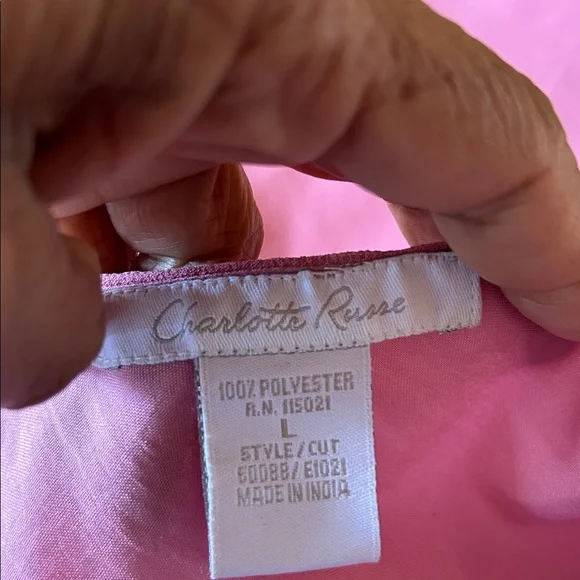 Charlotte Russe
100% POLYESTER
R.N. 115021
L
STYLE/CUT
60088/E1021
MADE IN INDIA